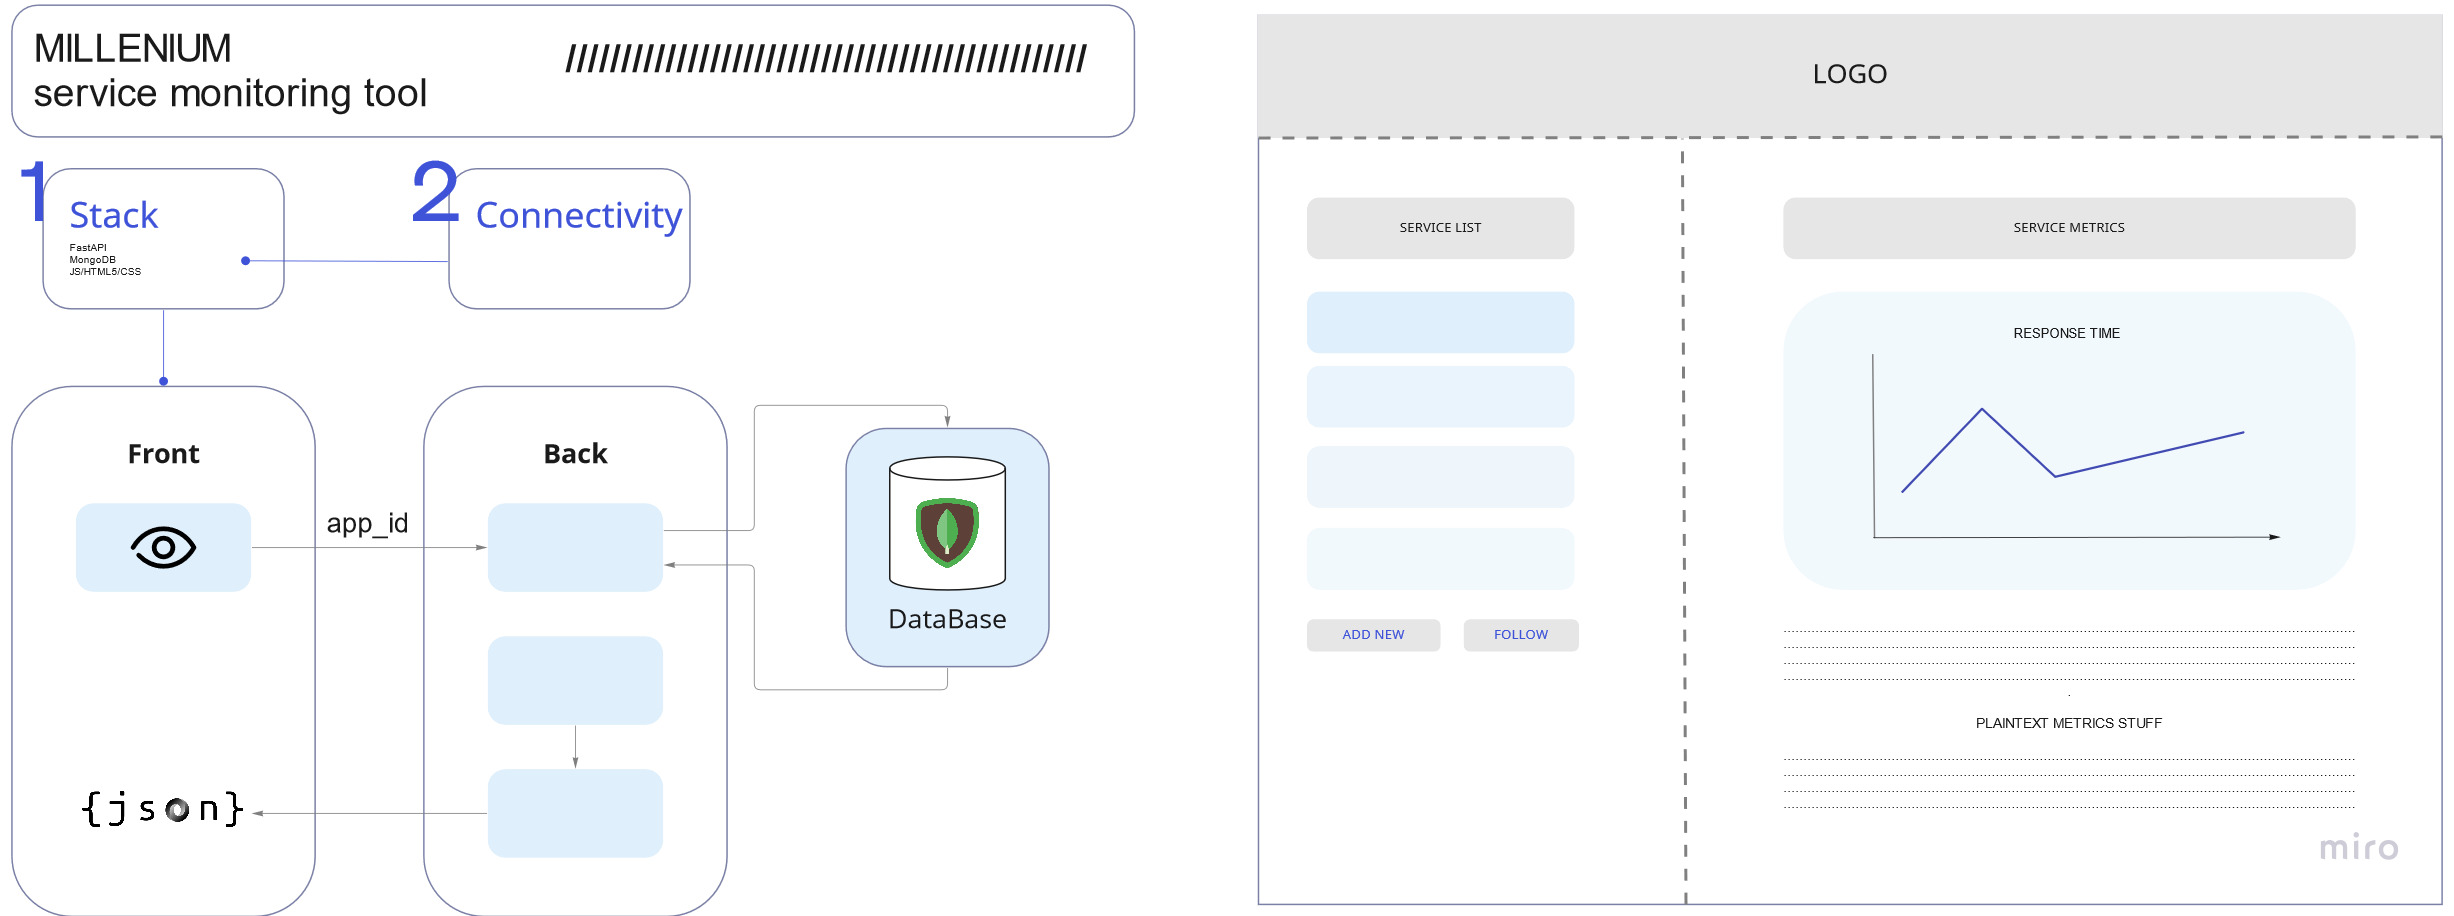 MILLENIUM
service monitoring tool
////////////////////////////////////////////////
1
Stack
FastAPI
MongoDB
JS/HTML5/CSS
2
Connectivity
Front
Back
app_id
DataBase
{json}
LOGO
SERVICE LIST
ADD NEW
FOLLOW
SERVICE METRICS
RESPONSE TIME
PLAINTEXT METRICS STUFF
miro